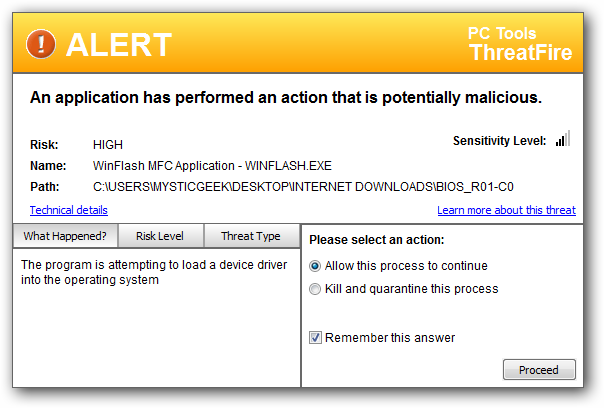 ALERT
PC Tools
ThreatFire
An application has performed an action that is potentially malicious.
Risk: HIGH
Sensitivity Level:
Name: WinFlash MFC Application - WINFLASH.EXE
Path: C:\USERS\MYSTICGEEK\DESKTOP\INTERNET DOWNLOADS\BIOS_R01-C0
Technical details
Learn more about this threat
What Happened? Risk Level Threat Type
The program is attempting to load a device driver
into the operating system
Please select an action:
Allow this process to continue
Kill and quarantine this process
Remember this answer
Proceed